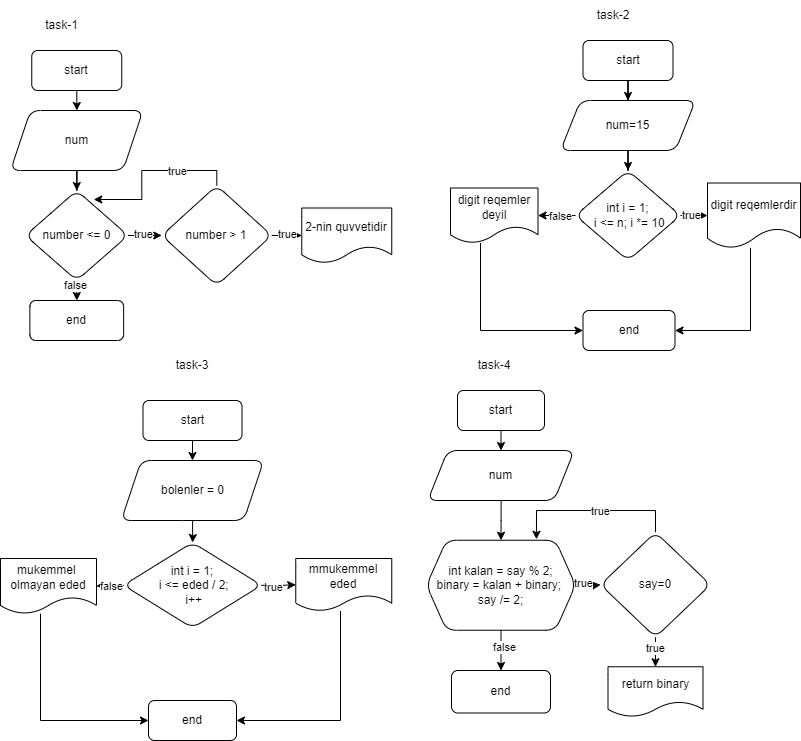 task-1
start
num
true
number <= 0
true
number > 1
true
2-nin quvvetidir
false
end
task-2
start
num=15
digit reqemler
deyil
false
int i = 1;
i <= n; i *= 10
true
digit reqemlerdir
end
task-3
start
bolenler = 0
mukemmel
olmayan eded
false
int i = 1;
i <= eded / 2;
i++
true
mmukemmel
eded
end
task-4
start
num
true
int kalan = say % 2;
binary = kalan + binary;
say /= 2;
true
say=0
false
true
end
return binary